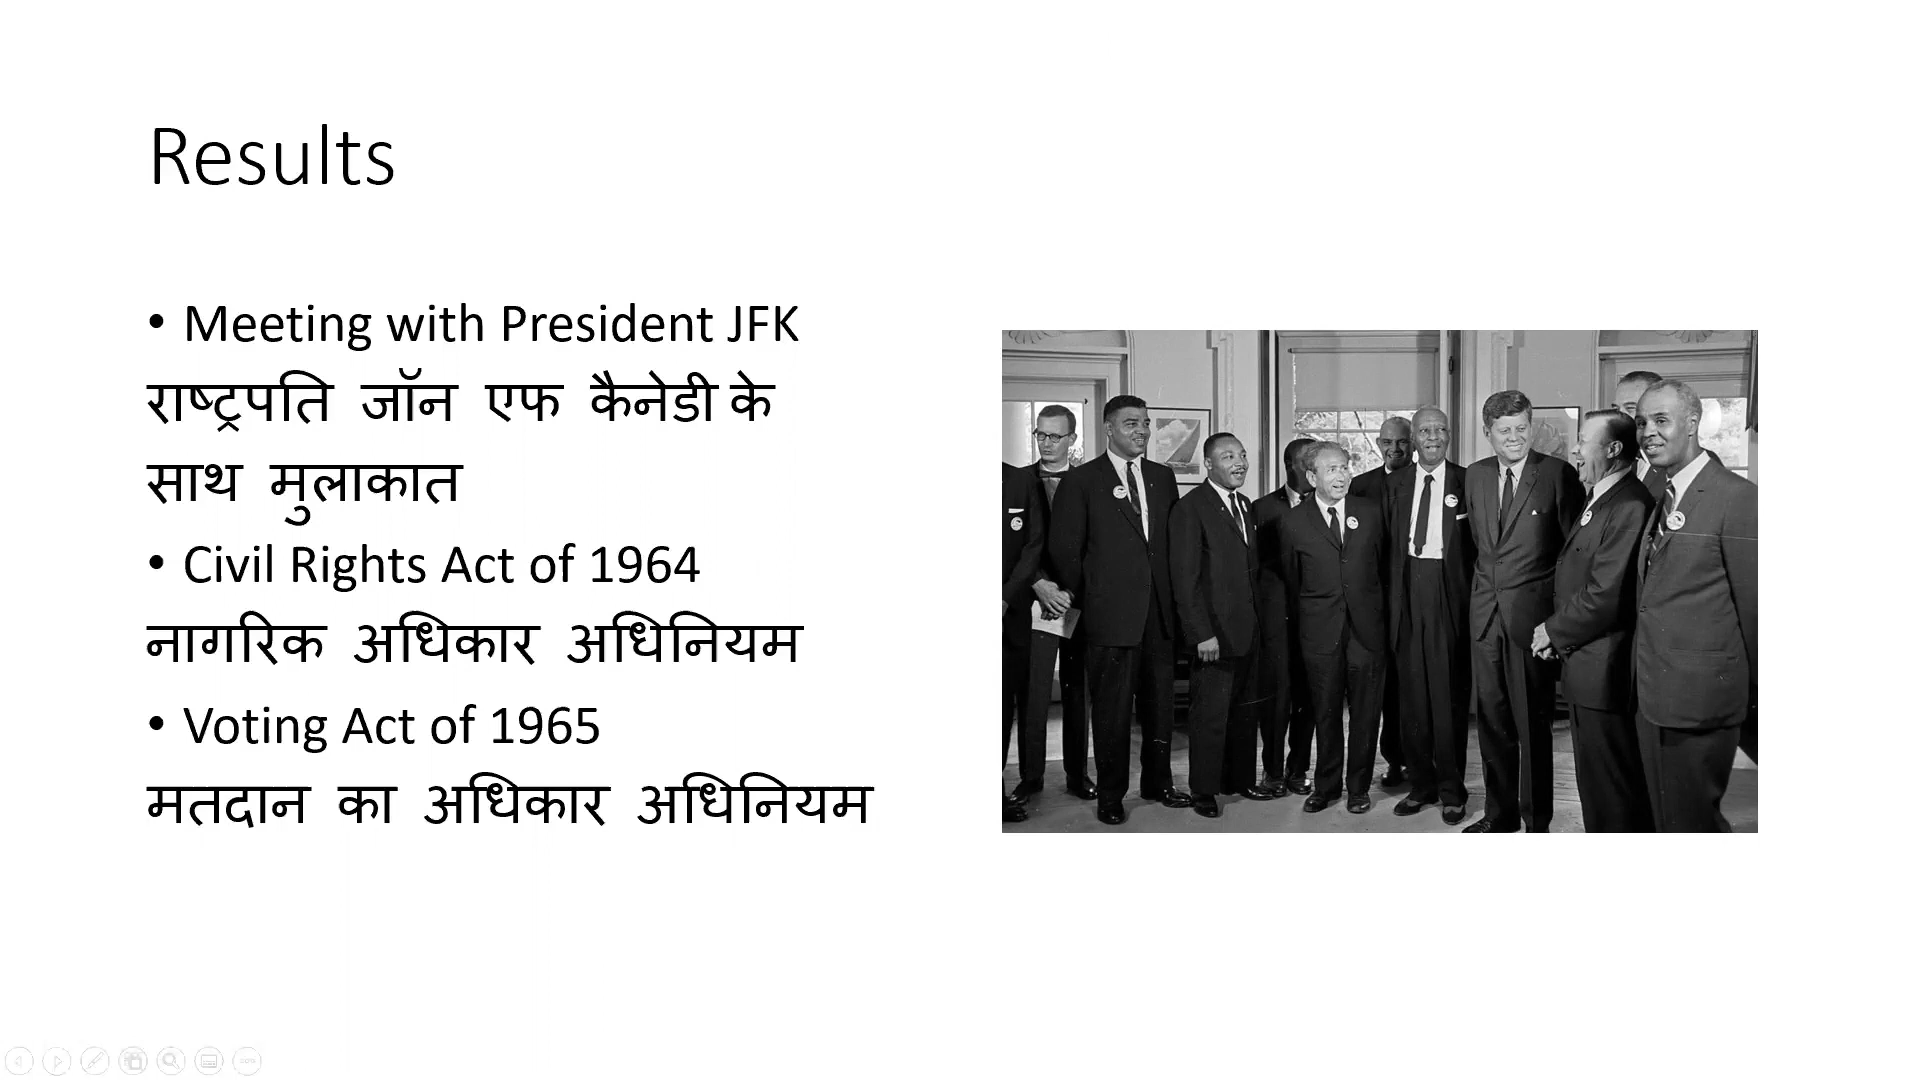 Results
• Meeting with President JFK
राष्ट्रपति जॉन एफ कैनेडी के
साथ मुलाकात
• Civil Rights Act of 1964
नागरिक अधिकार अधिनियम
• Voting Act of 1965
मतदान का अधिकार अधिनियम